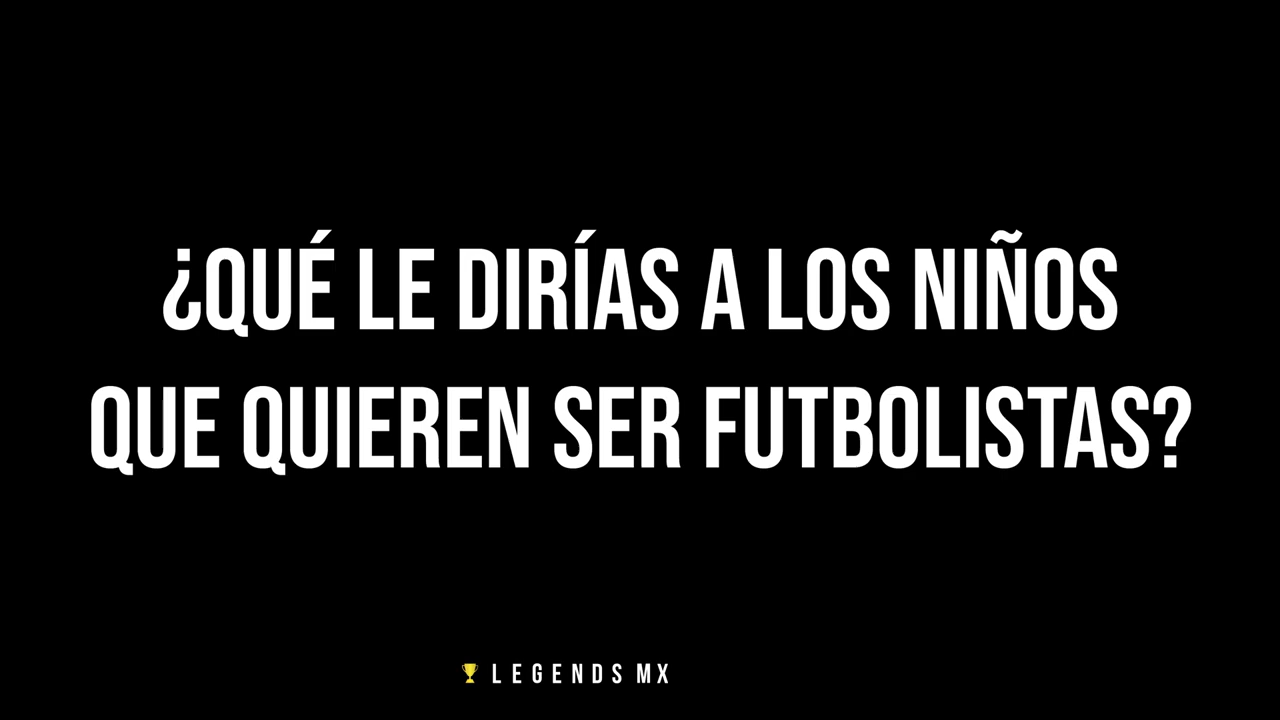 ¿QUÉ LE DIRÍAS A LOS NIÑOS
QUE QUIEREN SER FUTBOLISTAS?
LEGENDS MX